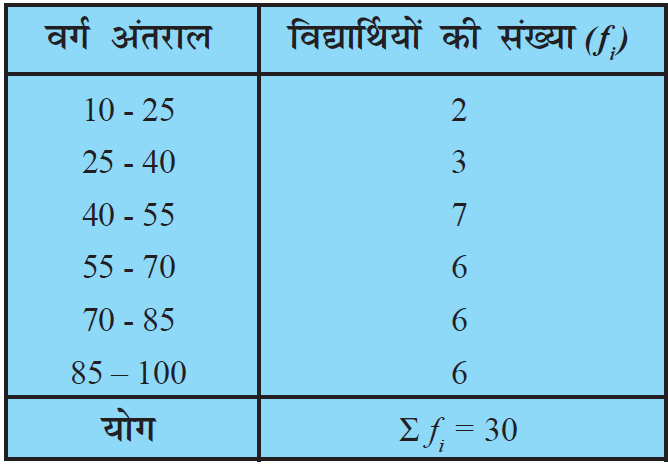 वर्ग अंतराल विद्यार्थियों की संख्या (fᵢ)
10 - 25 2
25 - 40 3
40 - 55 7
55 - 70 6
70 - 85 6
85 – 100 6
योग Σ fᵢ = 30